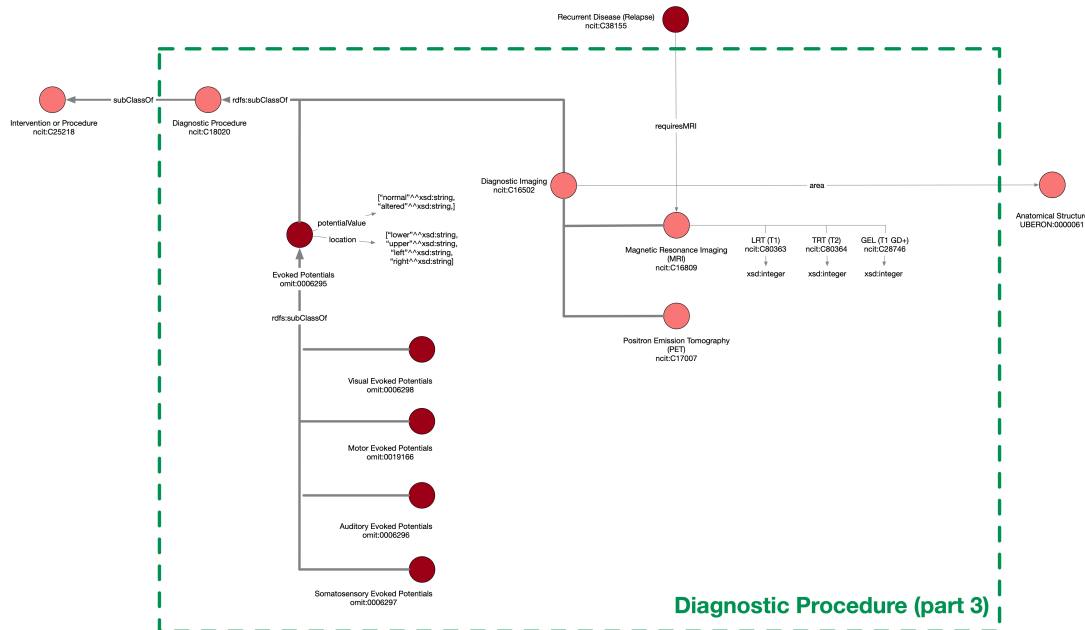 Recurrent Disease (Relapse)
ncit:C38155
subClassOf
rdfs:subClassOf
Intervention or Procedure
ncit:C25218
Diagnostic Procedure
ncit:C18020
requiresMRI
Diagnostic Imaging
ncit:C16502
area
Anatomical Structure
UBERON:0000061
["normal"^^xsd:string,
"altered"^^xsd:string,]
potentialValue
location
["lower"^^xsd:string,
"upper"^^xsd:string,
"left"^^xsd:string,
"right^^xsd:string]
Evoked Potentials
omit:0006295
Magnetic Resonance Imaging
(MRI)
ncit:C16809
LRT (T1)
ncit:C80363
xsd:integer
TRT (T2)
ncit:C80364
xsd:integer
GEL (T1 GD+)
ncit:C28746
xsd:integer
rdfs:subClassOf
Positron Emission Tomography
(PET)
ncit:C17007
Visual Evoked Potentials
omit:0006298
Motor Evoked Potentials
omit:0019166
Auditory Evoked Potentials
omit:0006296
Somatosensory Evoked Potentials
omit:0006297
Diagnostic Procedure (part 3)